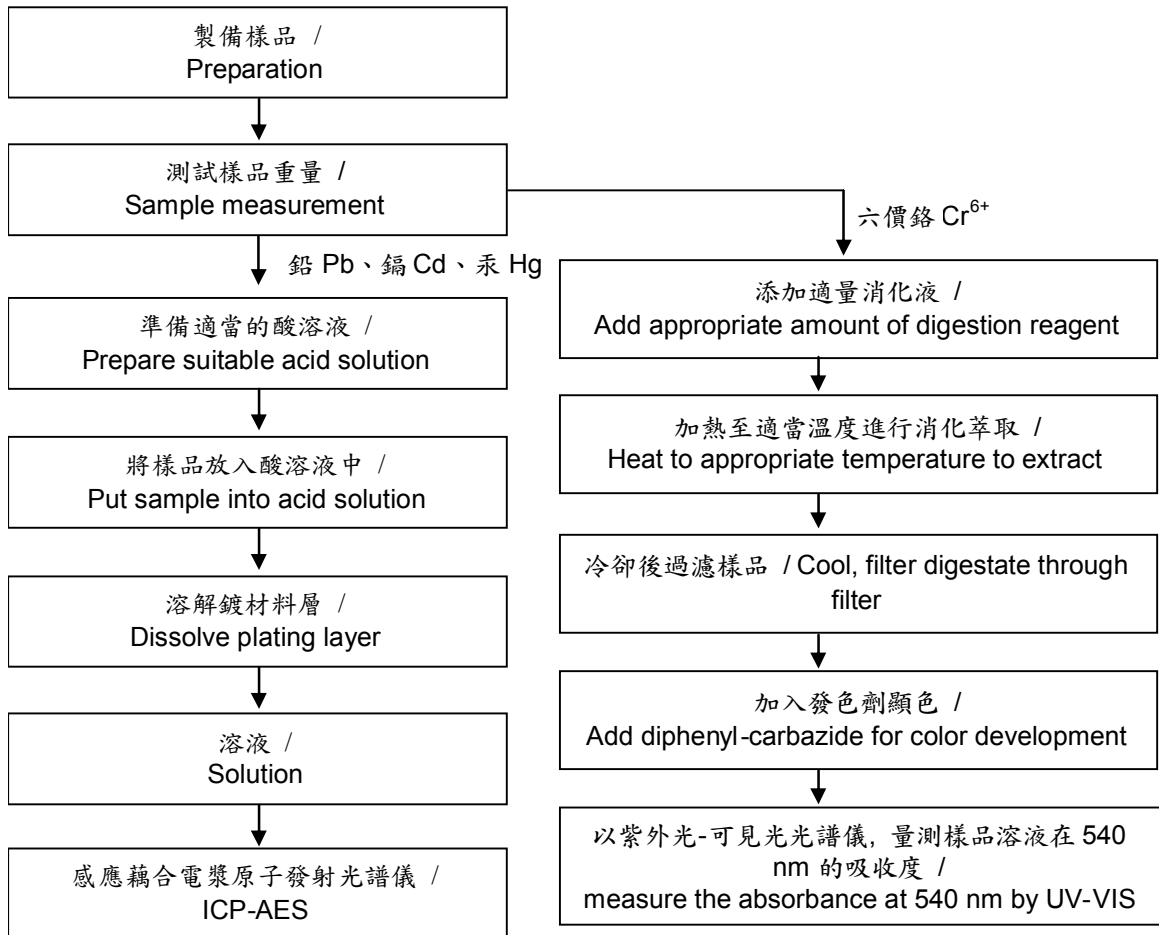 製備樣品 /
Preparation
測試樣品重量 /
Sample measurement
鉛 Pb、鎘 Cd、汞 Hg
準備適當的酸溶液 /
Prepare suitable acid solution
將樣品放入酸溶液中 /
Put sample into acid solution
溶解鍍材料層 /
Dissolve plating layer
溶液 /
Solution
感應藕合電漿原子發射光譜儀 /
ICP-AES
六價鉻 Cr6+
添加適量消化液 /
Add appropriate amount of digestion reagent
加熱至適當溫度進行消化萃取 /
Heat to appropriate temperature to extract
冷卻後過濾樣品 / Cool, filter digestate through
filter
加入發色劑顯色 /
Add diphenyl-carbazide for color development
以紫外光-可見光光譜儀, 量測樣品溶液在 540
nm 的吸收度 /
measure the absorbance at 540 nm by UV-VIS